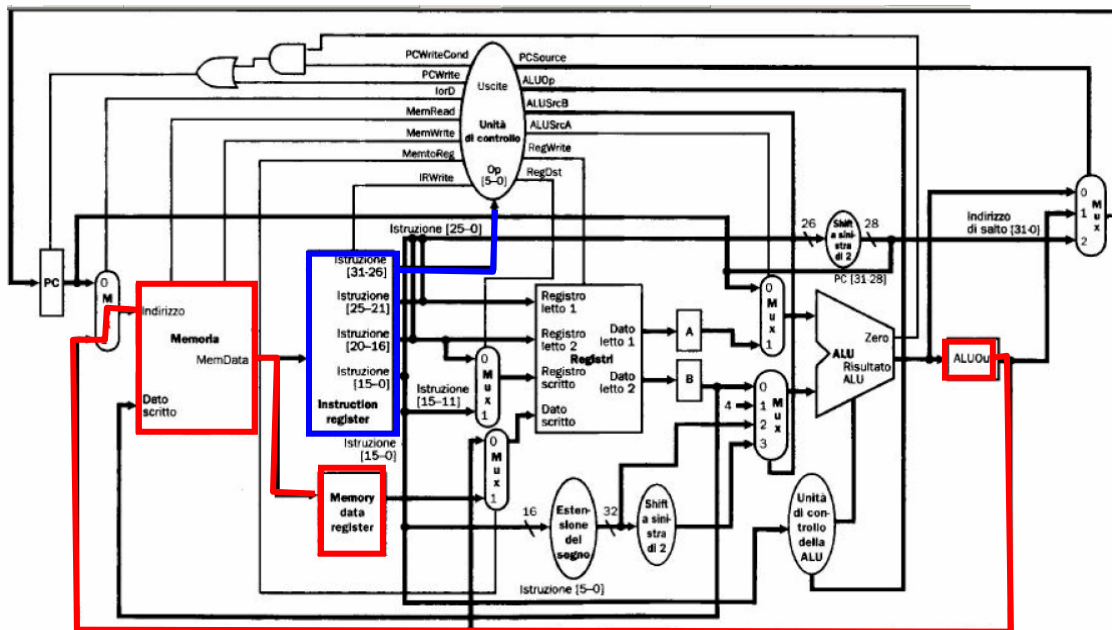 PCWriteCond
PCWrite
IorD
MemRead
MemWrite
MemtoReg
IRWrite
Uscite
Unità
di controllo
Op
[5–0]
PCSource
ALUOp
ALUSrcB
ALUSrcA
RegWrite
RegDst
PC
0
M
Indirizzo
Memoria
MemData
Dato
scritto
Istruzione [25–0]
Istruzione
[31-26]
Istruzione
[25–21]
Istruzione
[20–16]
Istruzione
[15–0]
Instruction
register
Istruzione
[15–0]
Memory
data
register
Istruzione
[15–11]
0
M
u
x
1
0
M
u
x
1
Registro
letto 1
Registro
letto 2
Registri
Registro
scritto
Dato
scritto
Dato
letto 1
Dato
letto 2
A
B
4
0
M
u
x
1
0
1
2
3
M
u
x
16
Esten-
sione
del
segno
32
Shift
a sini-
stra
di 2
Istruzione [5–0]
26
Shift
a sini-
stra
di 2
28
PC [31-28]
Indirizzo
di salto [31-0]
Zero
ALU
Risultato
ALU
ALUOu
Unità
di con-
trollo
della
ALU
0
1
2
M
u
x